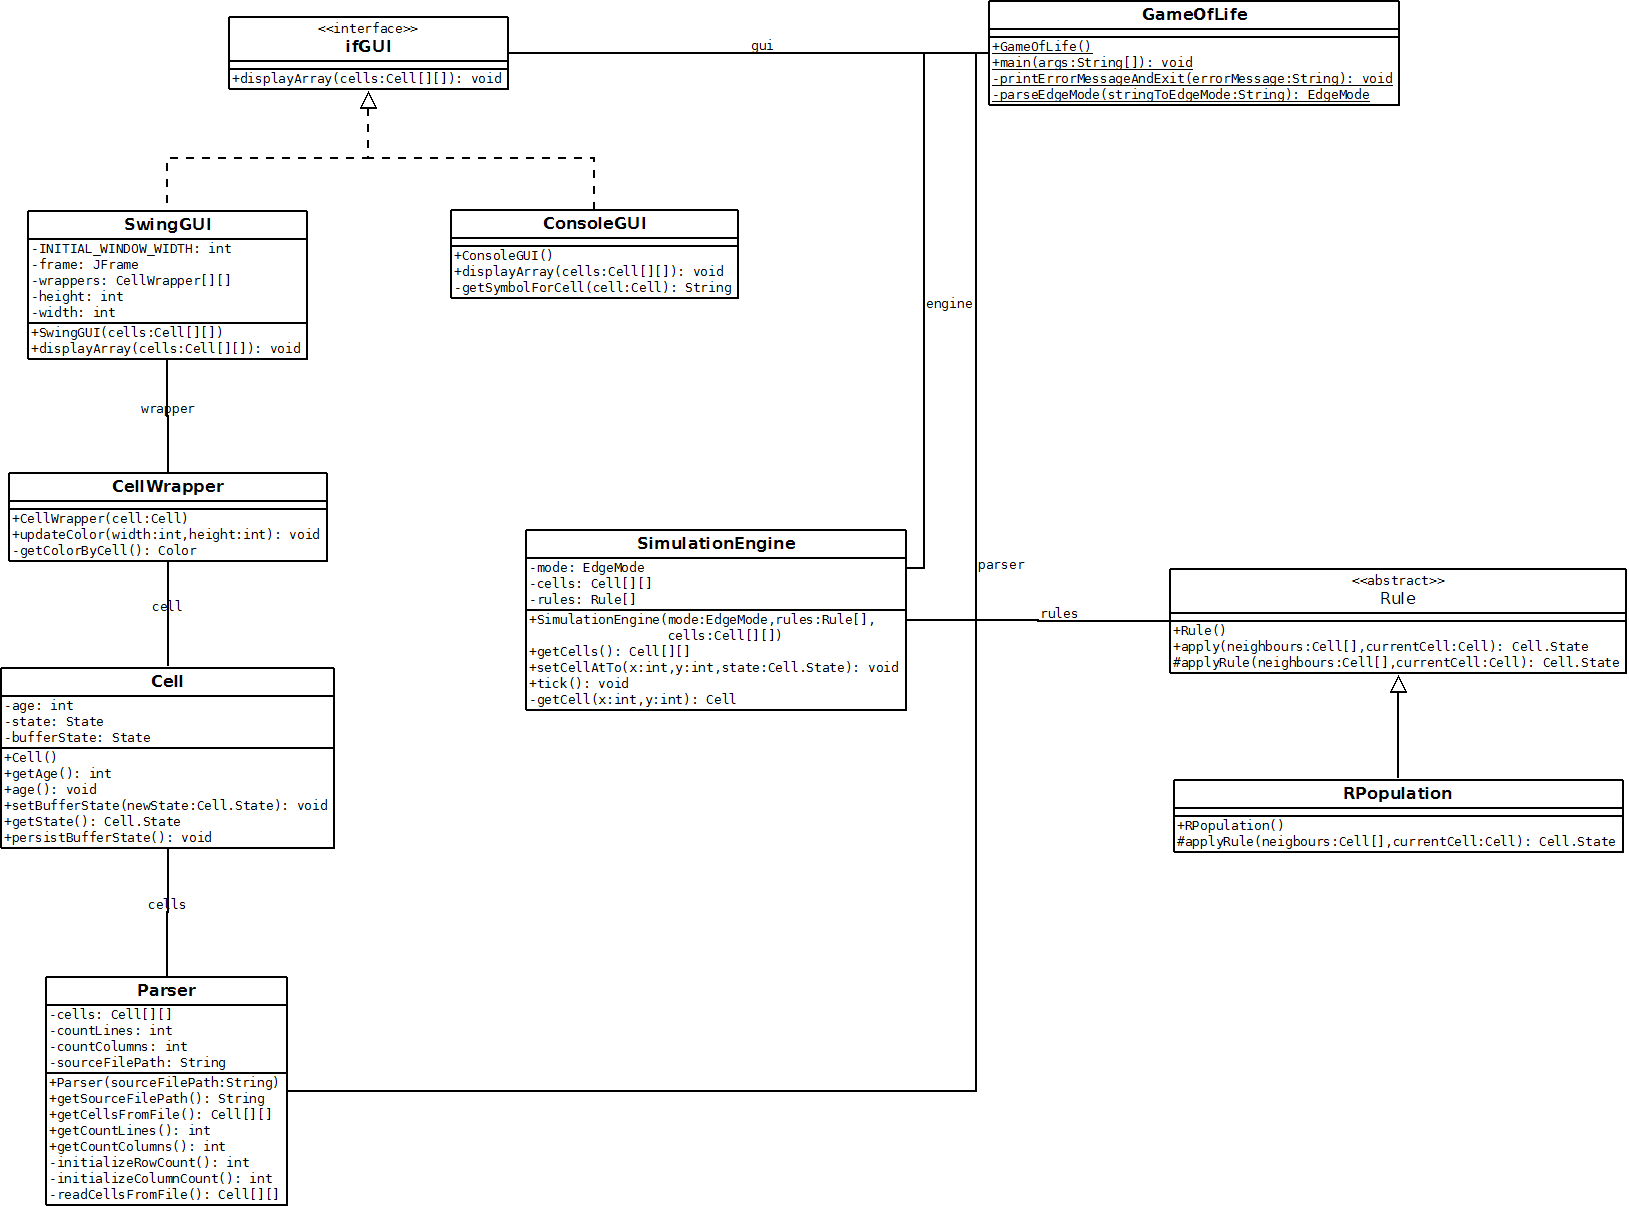 <<interface>>
ifGUI
+displayArray(cells:Cell[][]): void
gui
GameOfLife
+GameOfLife()
+main(args:String[]): void
-printErrorMessageAndExit(errorMessage:String): void
-parseEdgeMode(stringToEdgeMode:String): EdgeMode
SwingGUI
-INITIAL_WINDOW_WIDTH: int
-frame: JFrame
-wrappers: CellWrapper[][]
-height: int
-width: int
+SwingGUI(cells:Cell[][])
+displayArray(cells:Cell[][]): void
ConsoleGUI
+ConsoleGUI()
+displayArray(cells:Cell[][]): void
-getSymbolForCell(cell:Cell): String
engine
wrapper
CellWrapper
+CellWrapper(cell:Cell)
+updateColor(width:int,height:int): void
-getColorByCell(): Color
SimulationEngine
-mode: EdgeMode
-cells: Cell[][]
-rules: Rule[]
+SimulationEngine(mode:EdgeMode,rules:Rule[],
cells:Cell[][])
+getCells(): Cell[][]
+setCellAtTo(x:int,y:int,state:Cell.State): void
+tick(): void
-getCell(x:int,y:int): Cell
parser
rules
<<abstract>>
Rule
+Rule()
+apply(neighbours:Cell[],currentCell:Cell): Cell.State
#applyRule(neighbours:Cell[],currentCell:Cell): Cell.State
cell
Cell
-age: int
-state: State
-bufferState: State
+Cell()
+getAge(): int
+age(): void
+setBufferState(newState:Cell.State): void
+getState(): Cell.State
+persistBufferState(): void
RPopulation
+RPopulation()
#applyRule(neigbours:Cell[],currentCell:Cell): Cell.State
cells
Parser
-cells: Cell[][]
-countLines: int
-countColumns: int
-sourceFilePath: String
+Parser(sourceFilePath:String)
+getSourceFilePath(): String
+getCellsFromFile(): Cell[][]
+getCountLines(): int
+getCountColumns(): int
-initializeRowCount(): int
-initializeColumnCount(): int
-readCellsFromFile(): Cell[][]